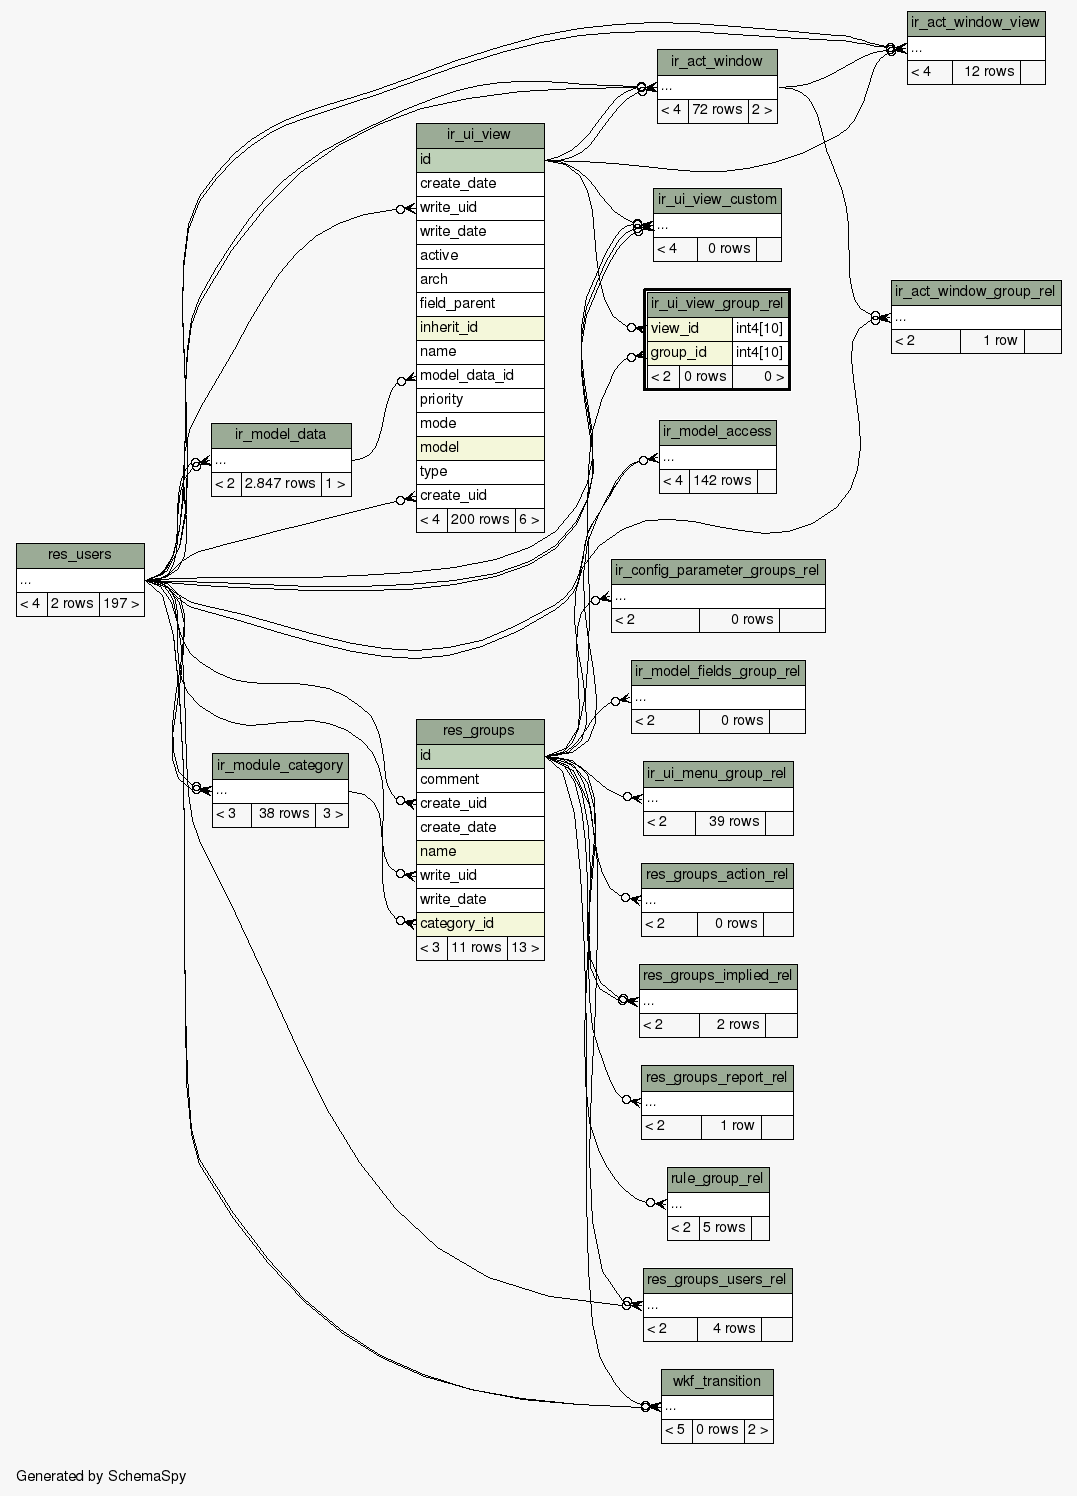 ir_act_window_view
...
< 4 12 rows
ir_act_window
...
< 4 72 rows 2 >
ir_ui_view
id
create_date
write_uid
write_date
active
arch
field_parent
inherit_id
name
model_data_id
priority
mode
model
type
create_uid
< 4 200 rows 6 >
ir_ui_view_custom
...
< 4 0 rows
ir_ui_view_group_rel
view_id int4[10]
group_id int4[10]
< 2 0 rows 0 >
ir_act_window_group_rel
...
< 2 1 row
ir_model_access
...
< 4 142 rows
ir_model_data
...
< 2 2.847 rows 1 >
res_users
...
< 4 2 rows 197 >
ir_config_parameter_groups_rel
...
< 2 0 rows
ir_model_fields_group_rel
...
< 2 0 rows
res_groups
id
comment
create_uid
create_date
name
write_uid
write_date
category_id
< 3 11 rows 13 >
ir_module_category
...
< 3 38 rows 3 >
ir_ui_menu_group_rel
...
< 2 39 rows
res_groups_action_rel
...
< 2 0 rows
res_groups_implied_rel
...
< 2 2 rows
res_groups_report_rel
...
< 2 1 row
rule_group_rel
...
< 2 5 rows
res_groups_users_rel
...
< 2 4 rows
wkf_transition
...
< 5 0 rows 2 >
Generated by SchemaSpy